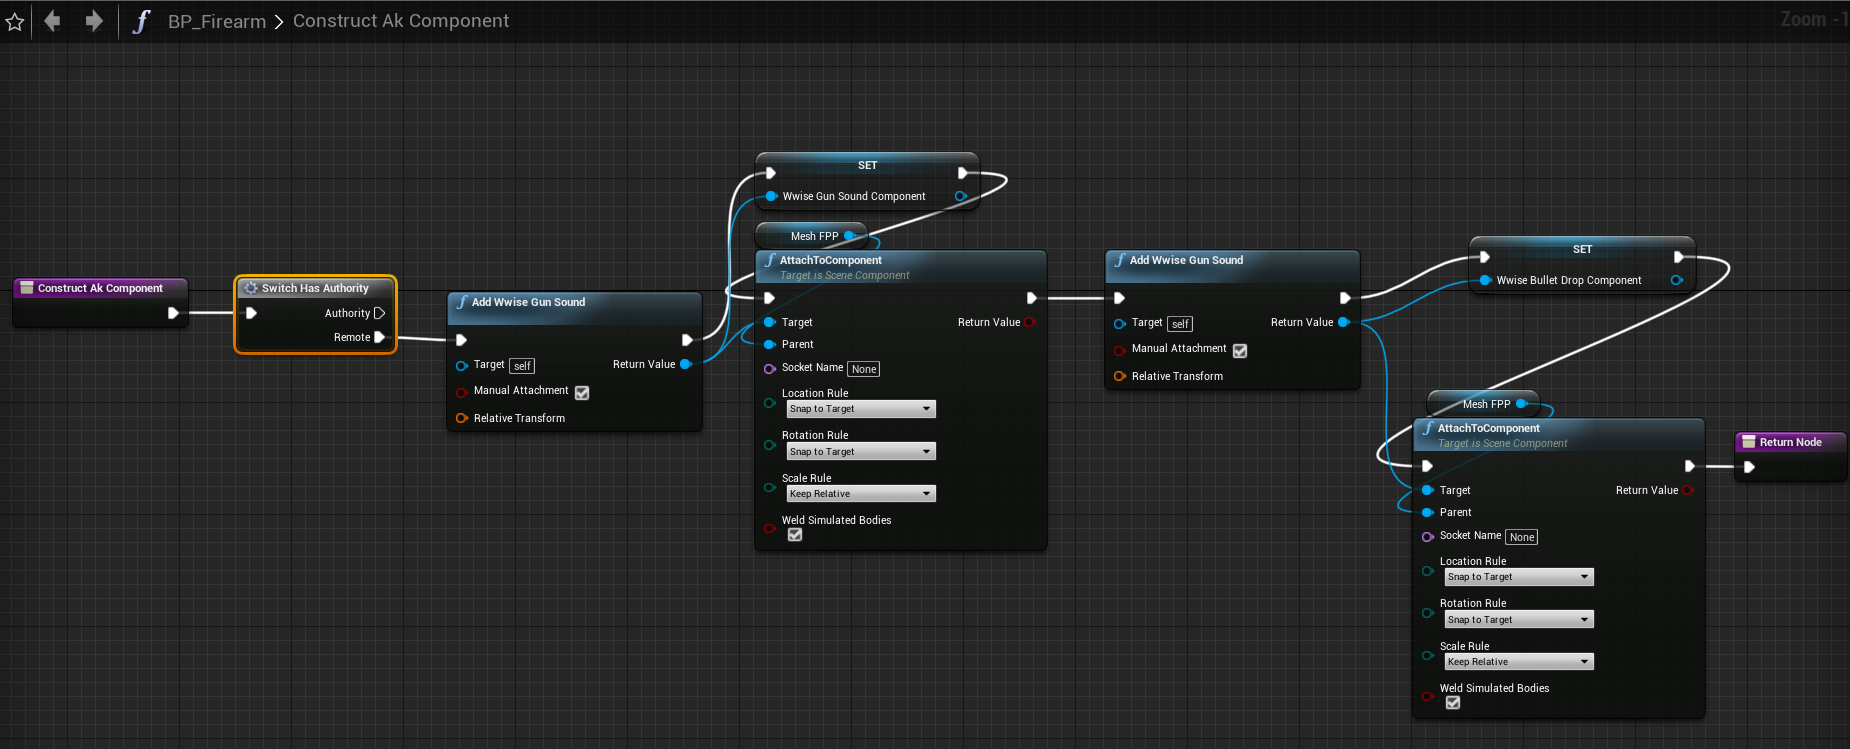 BP_Firearm > Construct Ak Component
Zoom -1
SET
Wwise Gun Sound Component
Mesh FPP
Construct Ak Component
Switch Has Authority
Authority
Remote
Add Wwise Gun Sound
Target self
Return Value
Manual Attachment
Relative Transform
AttachToComponent
Target is Scene Component
Target
Return Value
Parent
Socket Name None
Location Rule
Snap to Target
Rotation Rule
Snap to Target
Scale Rule
Keep Relative
Weld Simulated Bodies
Add Wwise Gun Sound
Target self
Return Value
Manual Attachment
Relative Transform
SET
Wwise Bullet Drop Component
Mesh FPP
AttachToComponent
Target is Scene Component
Target
Return Value
Parent
Socket Name None
Location Rule
Snap to Target
Rotation Rule
Snap to Target
Scale Rule
Keep Relative
Weld Simulated Bodies
Return Node